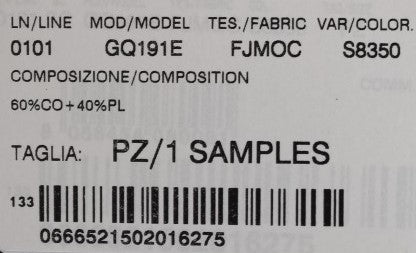 LN/LINE MOD/MODEL TES./FABRIC VAR/COLOR.
0101 GQ191E FJMOC S8350
COMPOSIZIONE/COMPOSITION
60%CO+40%PL
TAGLIA: PZ/1 SAMPLES
133
0666521502016275